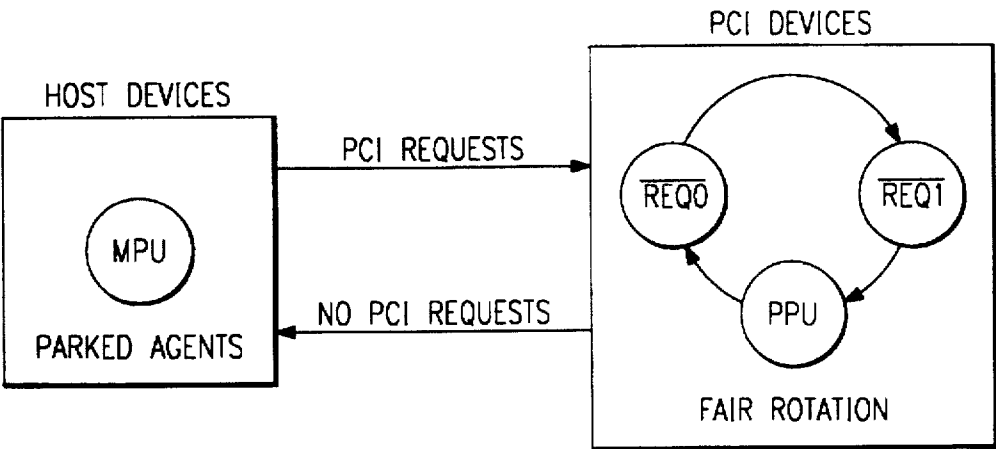 PCI DEVICES
HOST DEVICES
PCI REQUESTS
REQ0
REQ1
MPU
PPU
NO PCI REQUESTS
PARKED AGENTS
FAIR ROTATION